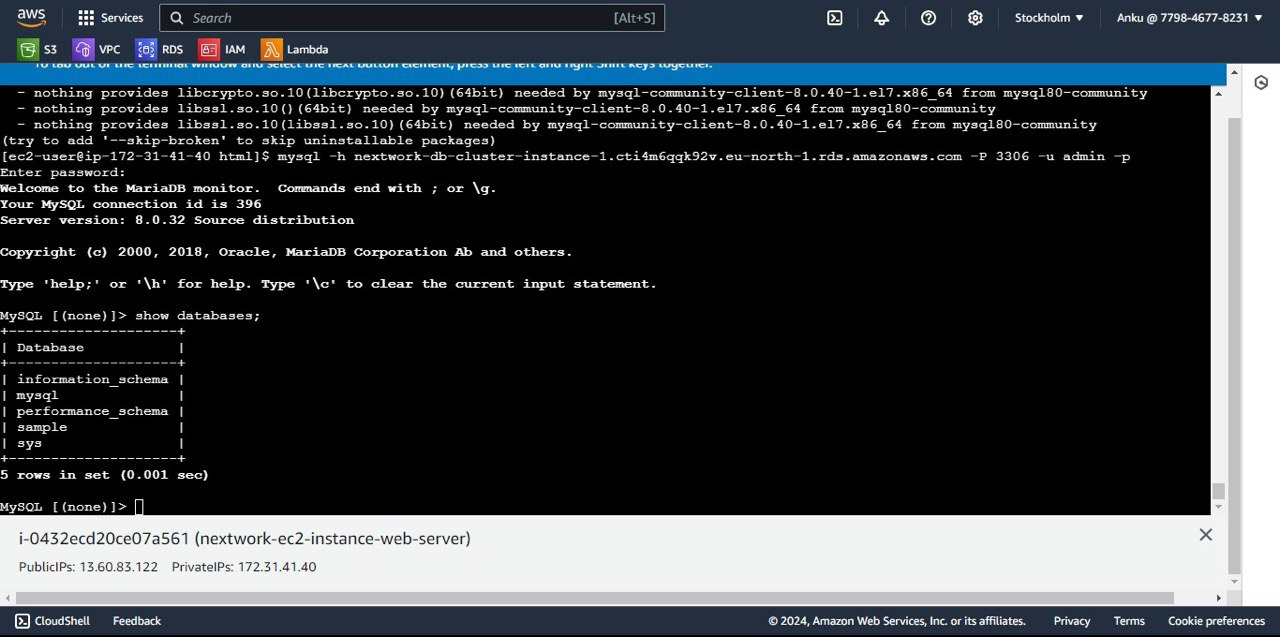 aws Services Search [Alt+S] Stockholm Anku @ 7798-4677-8231
S3 VPC RDS IAM Lambda
To tab out of the terminal window and select the next button element, press the left and right Shift keys together.
- nothing provides libcrypto.so.10(libcrypto.so.10)(64bit) needed by mysql-community-client-8.0.40-1.el7.x86_64 from mysql80-community
- nothing provides libssl.so.10()(64bit) needed by mysql-community-client-8.0.40-1.el7.x86_64 from mysql80-community
- nothing provides libssl.so.10(libssl.so.10)(64bit) needed by mysql-community-client-8.0.40-1.el7.x86_64 from mysql80-community
(try to add '--skip-broken' to skip uninstallable packages)
[ec2-user@ip-172-31-41-40 html]$ mysql -h nextwork-db-cluster-instance-1.cti4m6qqk92v.eu-north-1.rds.amazonaws.com -P 3306 -u admin -p
Enter password:
Welcome to the MariaDB monitor.  Commands end with ; or \g.
Your MySQL connection id is 396
Server version: 8.0.32 Source distribution
Copyright (c) 2000, 2018, Oracle, MariaDB Corporation Ab and others.
Type 'help;' or '\h' for help. Type '\c' to clear the current input statement.
MySQL [(none)]> show databases;
+--------------------+
| Database           |
+--------------------+
| information_schema |
| mysql              |
| performance_schema |
| sample             |
| sys                |
+--------------------+
5 rows in set (0.001 sec)
MySQL [(none)]>
i-0432ecd20ce07a561 (nextwork-ec2-instance-web-server)
PublicIPs: 13.60.83.122 PrivateIPs: 172.31.41.40
CloudShell Feedback © 2024, Amazon Web Services, Inc. or its affiliates. Privacy Terms Cookie preferences